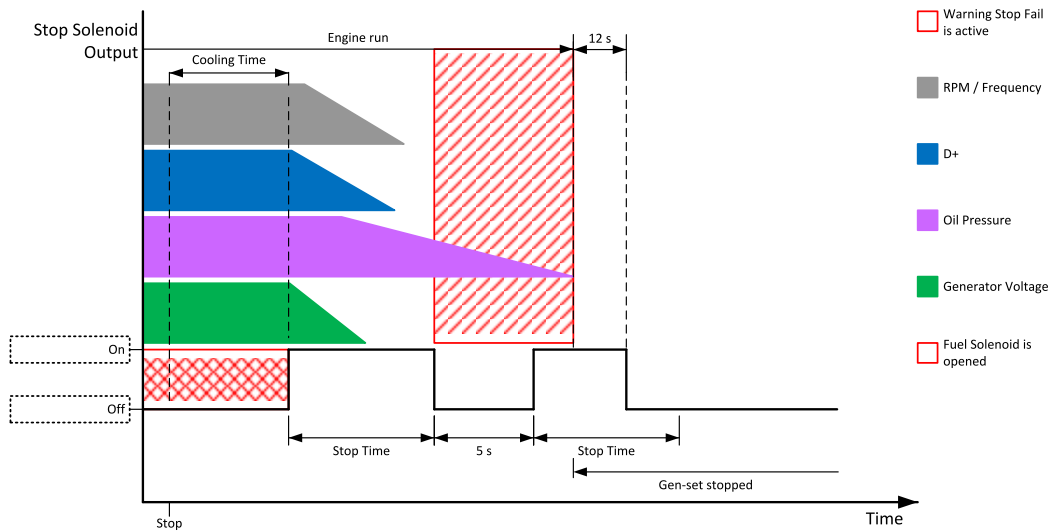 Stop Solenoid
Output
Engine run
12 s
Cooling Time
Warning Stop Fail
is active
RPM / Frequency
D+
Oil Pressure
Generator Voltage
Fuel Solenoid is
opened
On
Off
Stop Time
5 s
Stop Time
Gen-set stopped
Stop
Time